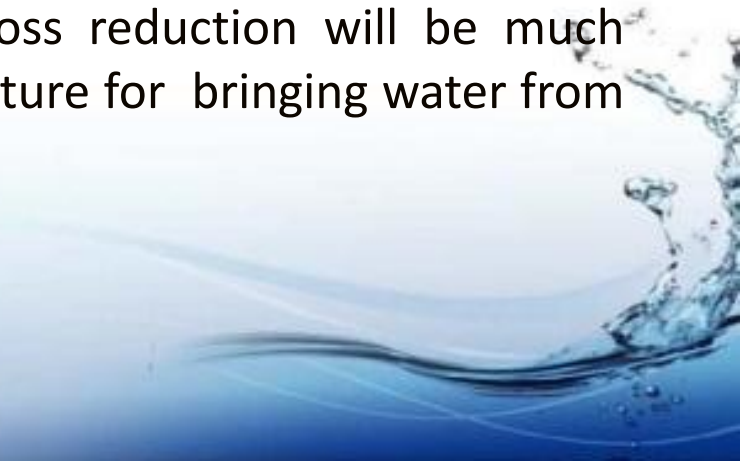 oss reduction will be much
ture for bringing water from